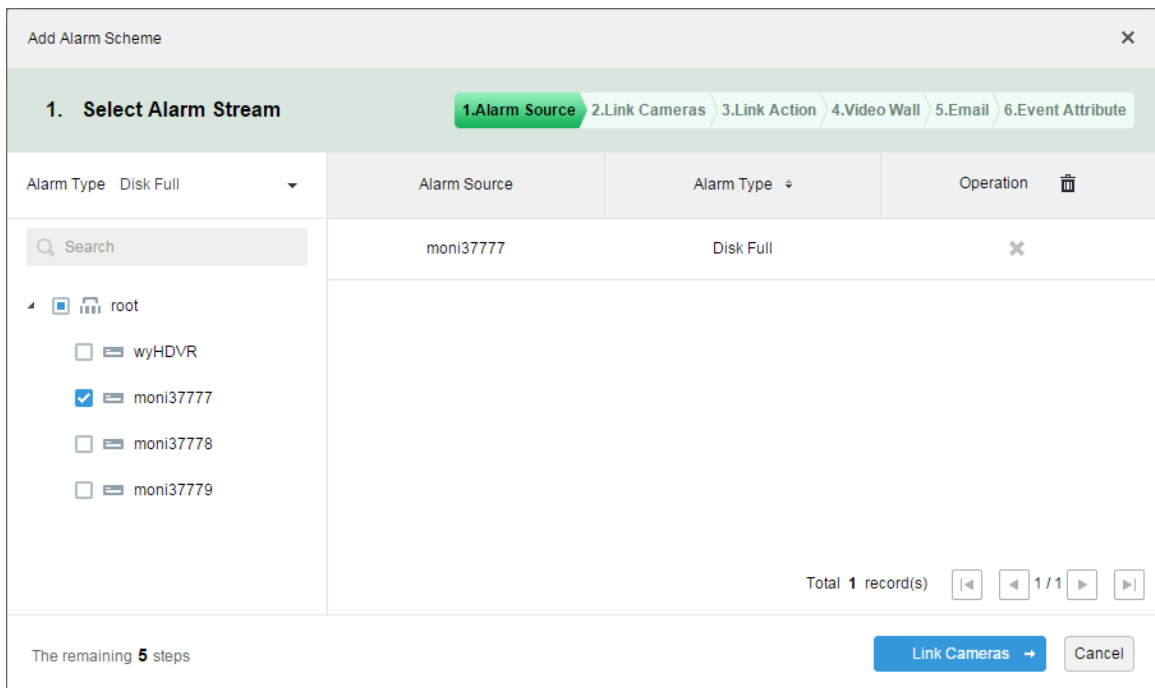 Add Alarm Scheme
1. Select Alarm Stream
1.Alarm Source 2.Link Cameras 3.Link Action 4.Video Wall 5.Email 6.Event Attribute
Alarm Type Disk Full
Alarm Source Alarm Type Operation
Search
moni37777 Disk Full
root
wyHDVR
moni37777
moni37778
moni37779
Total 1 record(s) 1 / 1
The remaining 5 steps
Link Cameras
Cancel